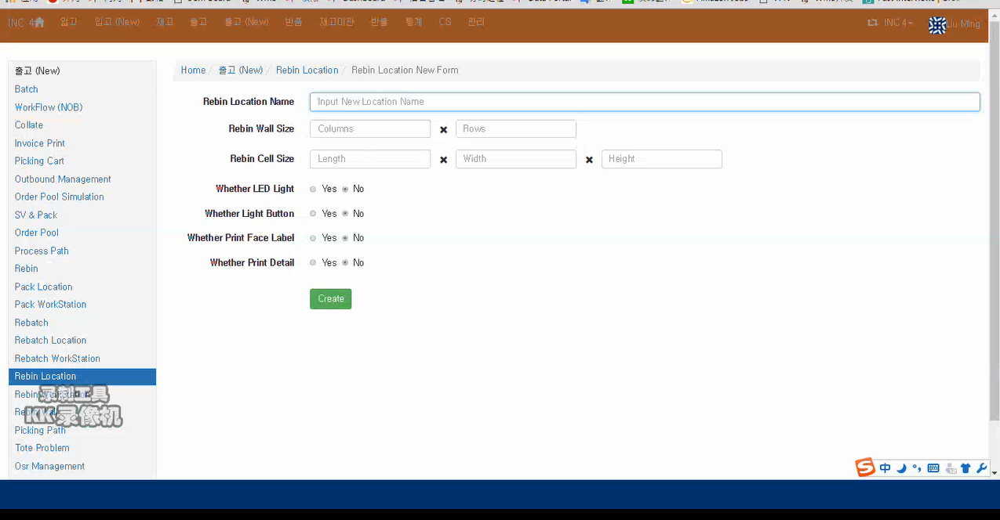 INC 4 입고 입고 (New) 재고 출고 출고 (New) 반품 재고이관 반출 통계 CS 관리 INC 4 Liu Ming
출고 (New)
Batch
WorkFlow (NOB)
Collate
Invoice Print
Picking Cart
Outbound Management
Order Pool Simulation
SV & Pack
Order Pool
Process Path
Rebin
Pack Location
Pack WorkStation
Rebatch
Rebatch Location
Rebatch WorkStation
Rebin Location
Rebin WorkStation
Rebin Wall
Picking Path
Tote Problem
Osr Management
录制工具
KK录像机
Home / 출고 (New) / Rebin Location / Rebin Location New Form
Rebin Location Name Input New Location Name
Rebin Wall Size Columns × Rows
Rebin Cell Size Length × Width × Height
Whether LED Light Yes No
Whether Light Button Yes No
Whether Print Face Label Yes No
Whether Print Detail Yes No
Create
S 中